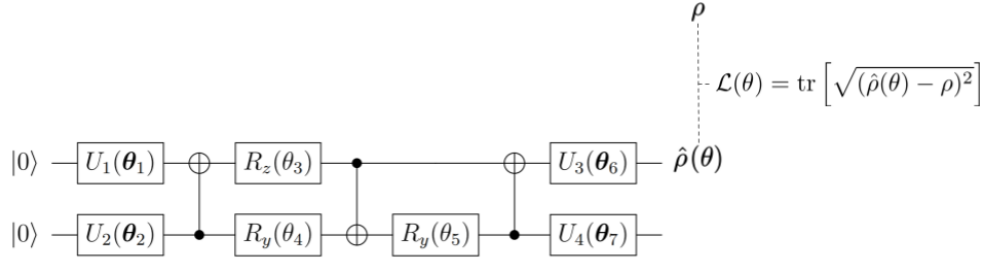 ρ
ℒ(θ) = tr [√(ρ̂(θ) − ρ)²]
|0⟩ U₁(θ₁) R_z(θ₃) U₃(θ₆) ρ̂(θ)
|0⟩ U₂(θ₂) R_y(θ₄) R_y(θ₅) U₄(θ₇)